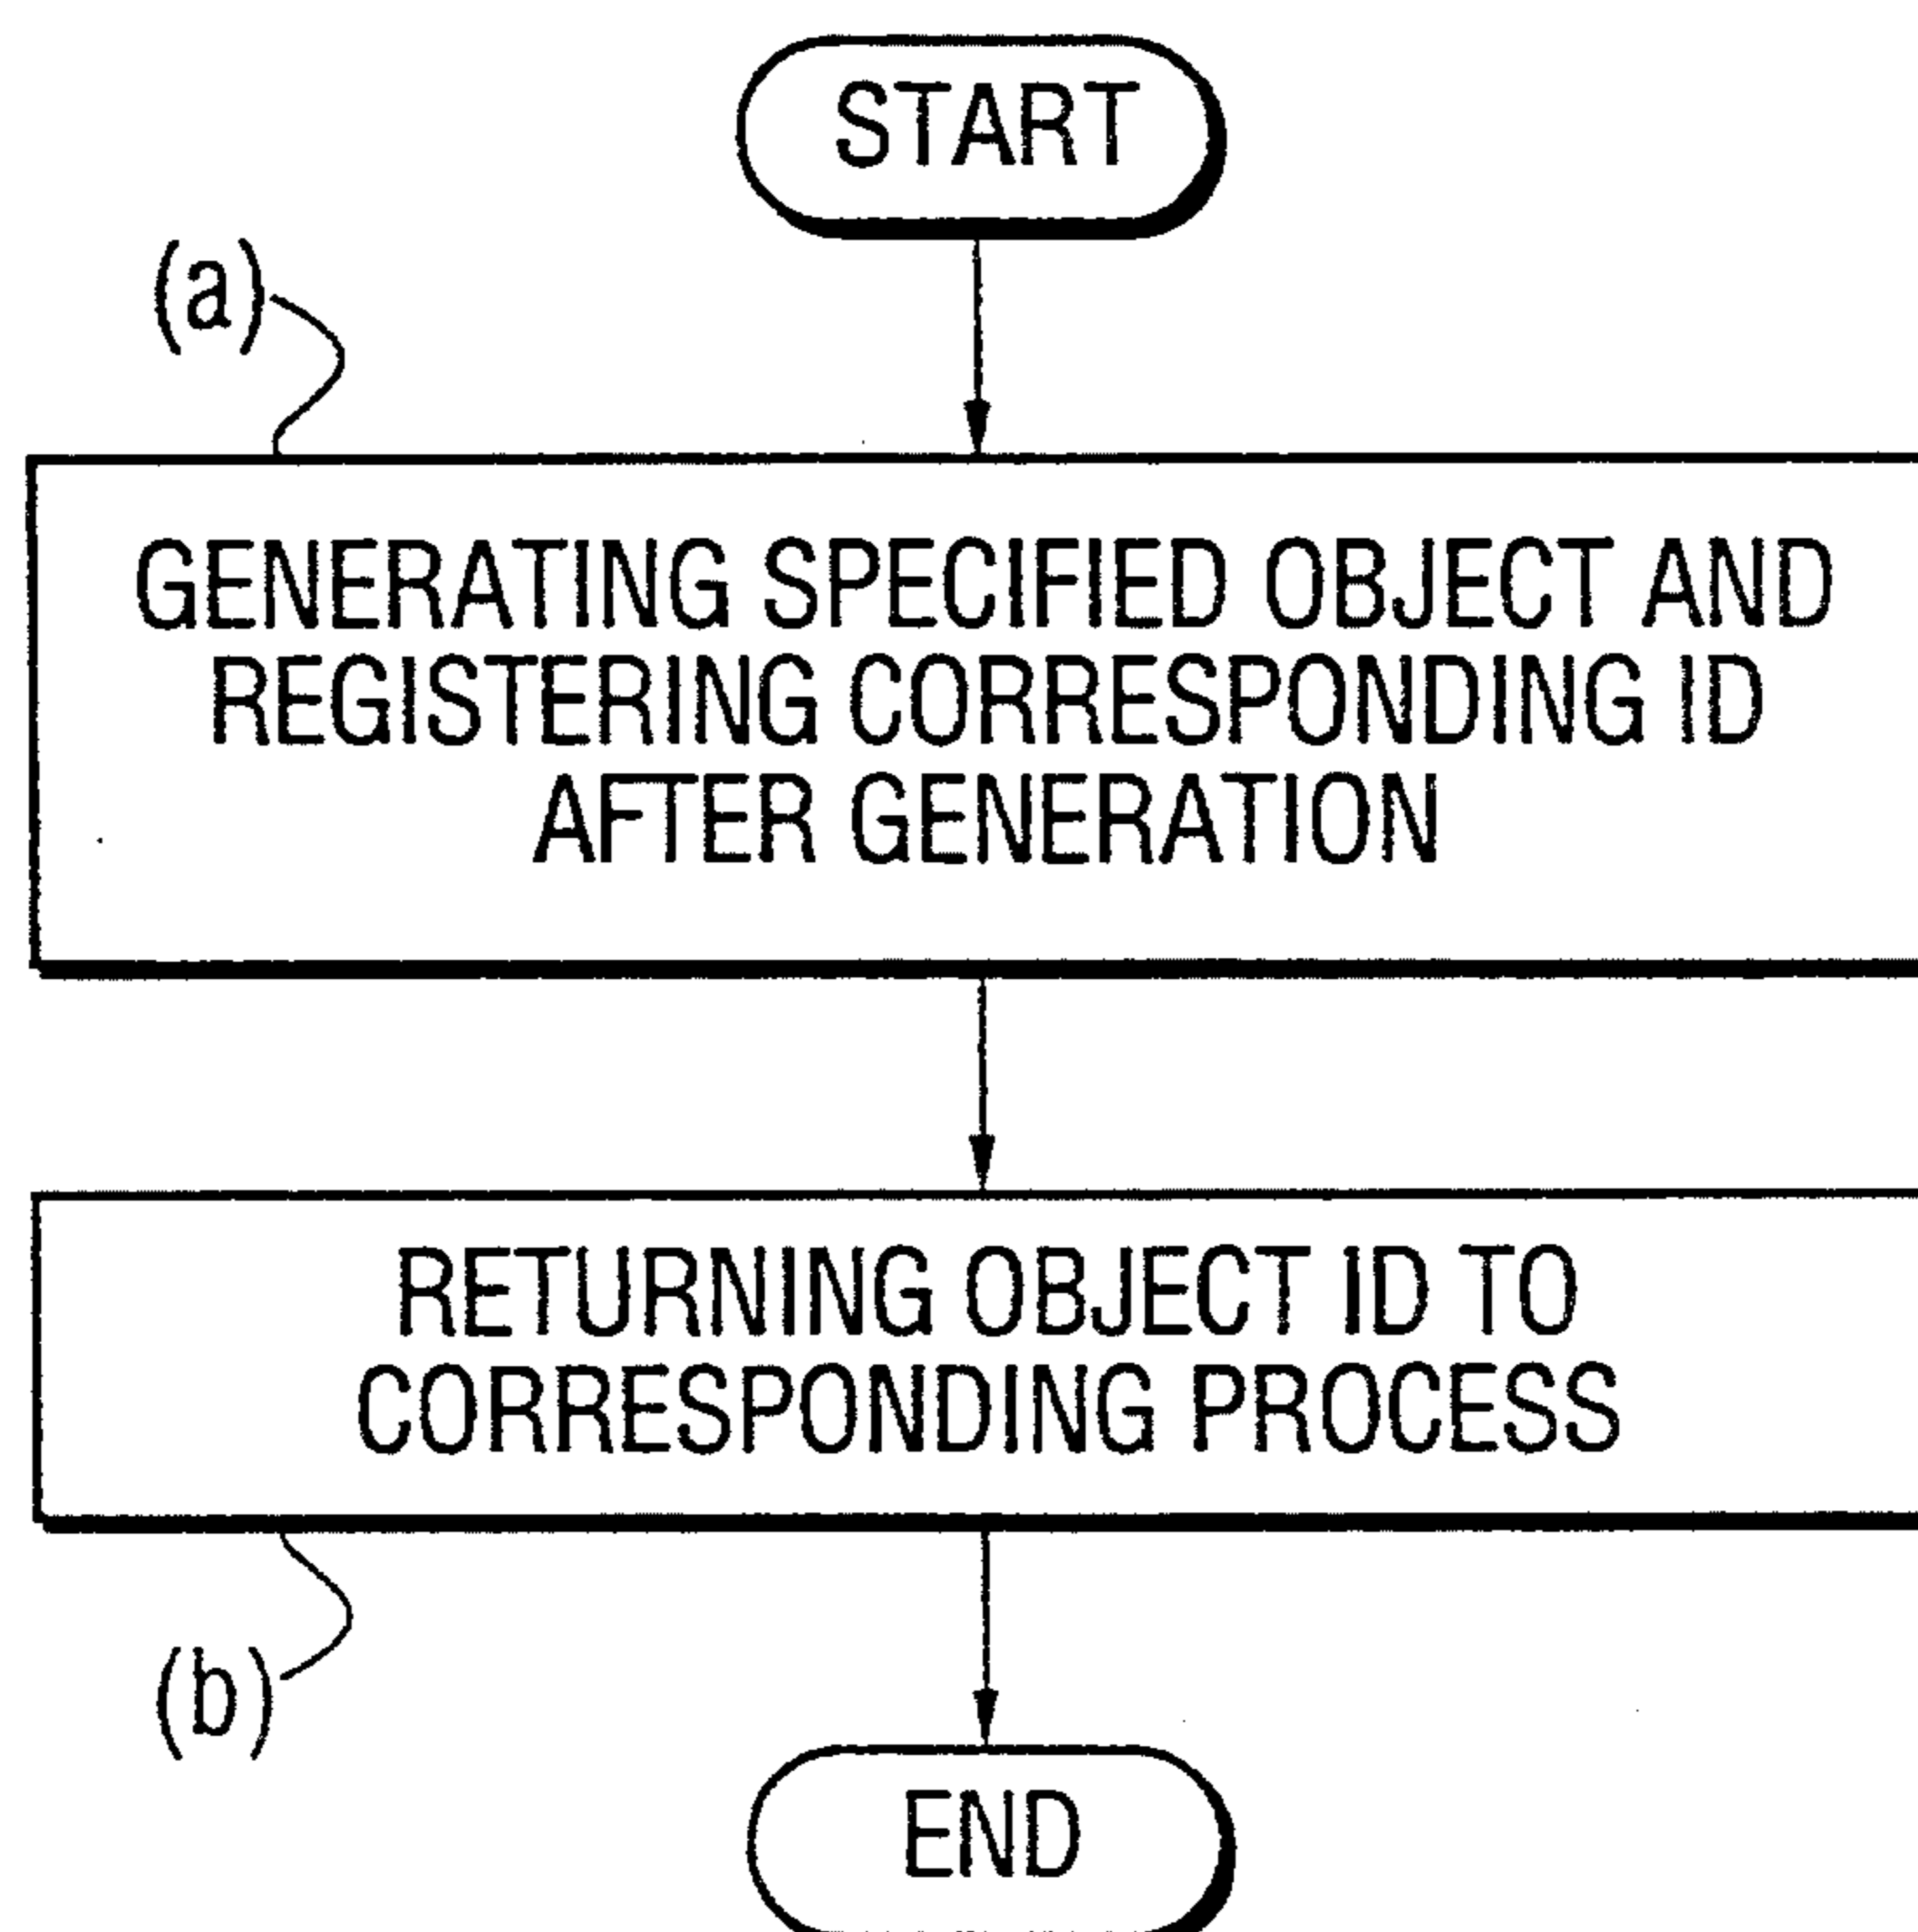 START
(a)
GENERATING SPECIFIED OBJECT AND
REGISTERING CORRESPONDING ID
AFTER GENERATION
RETURNING OBJECT ID TO
CORRESPONDING PROCESS
(b)
END